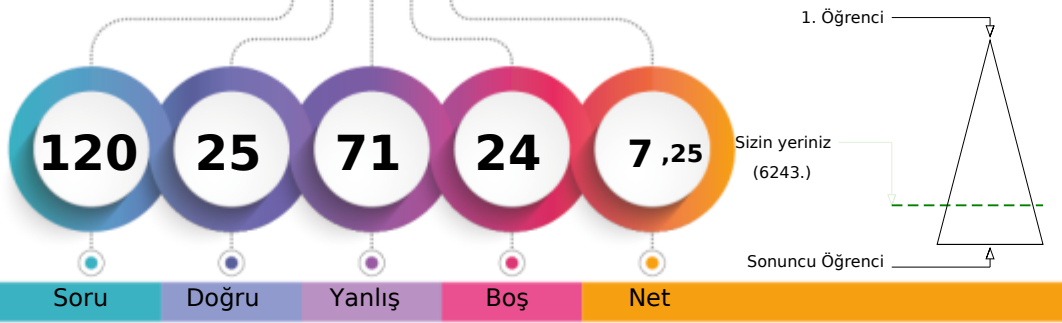 1. Öğrenci
120 25 71 24 7 ,25
Sizin yeriniz
(6243.)
Sonuncu Öğrenci
Soru Doğru Yanlış Boş Net